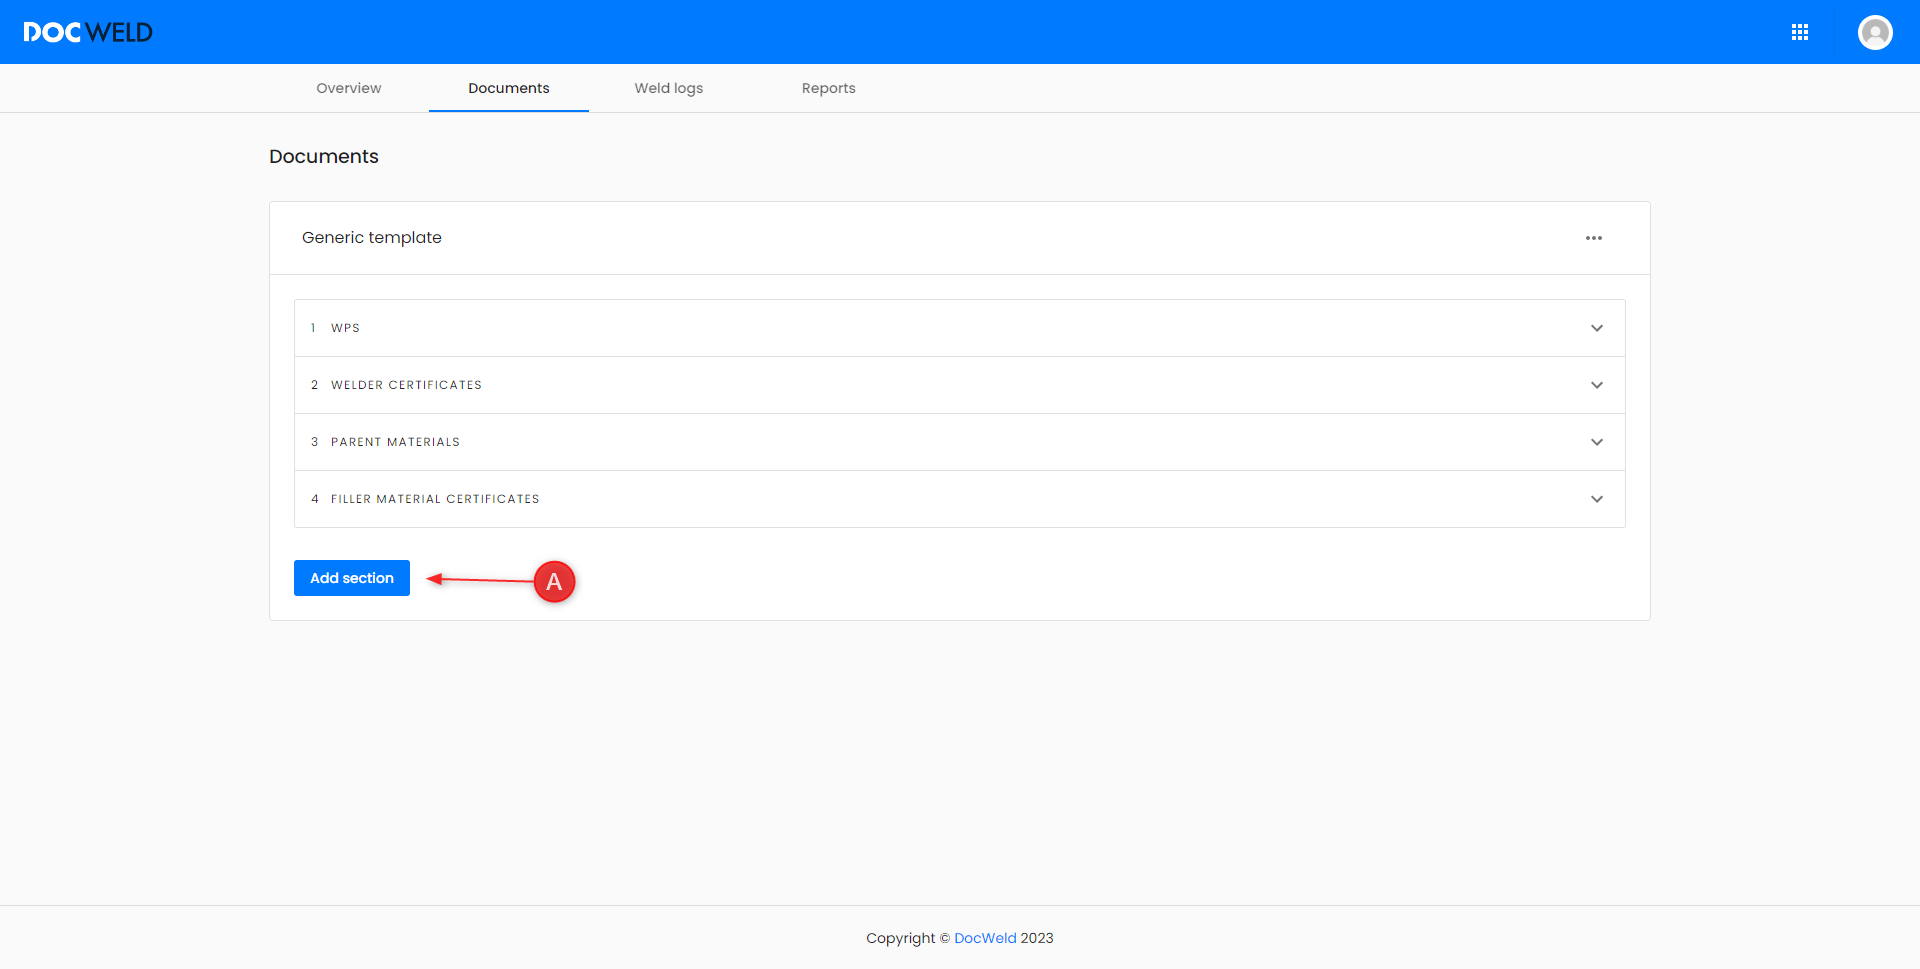 DOCWELD
Overview Documents Weld logs Reports
Documents
Generic template
1 WPS
2 WELDER CERTIFICATES
3 PARENT MATERIALS
4 FILLER MATERIAL CERTIFICATES
Add section A
Copyright © DocWeld 2023